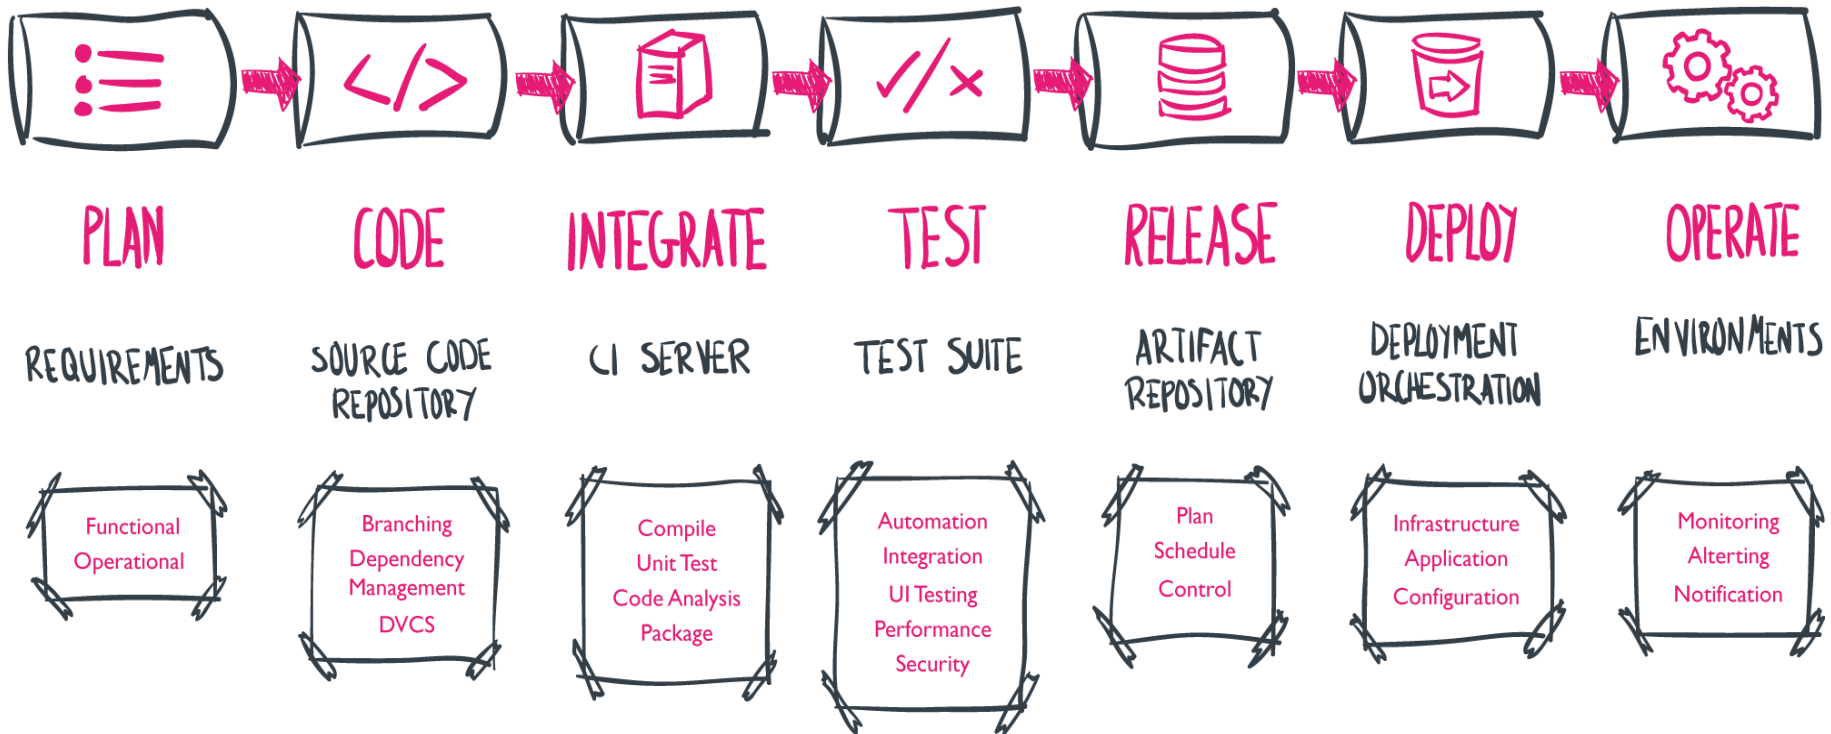 PLAN
CODE
INTEGRATE
TEST
RELEASE
DEPLOY
OPERATE
REQUIREMENTS
SOURCE CODE
REPOSITORY
CI SERVER
TEST SUITE
ARTIFACT
REPOSITORY
DEPLOYMENT
ORCHESTRATION
ENVIRONMENTS
Functional
Operational
Branching
Dependency
Management
DVCS
Compile
Unit Test
Code Analysis
Package
Automation
Integration
UI Testing
Performance
Security
Plan
Schedule
Control
Infrastructure
Application
Configuration
Monitoring
Alterting
Notification